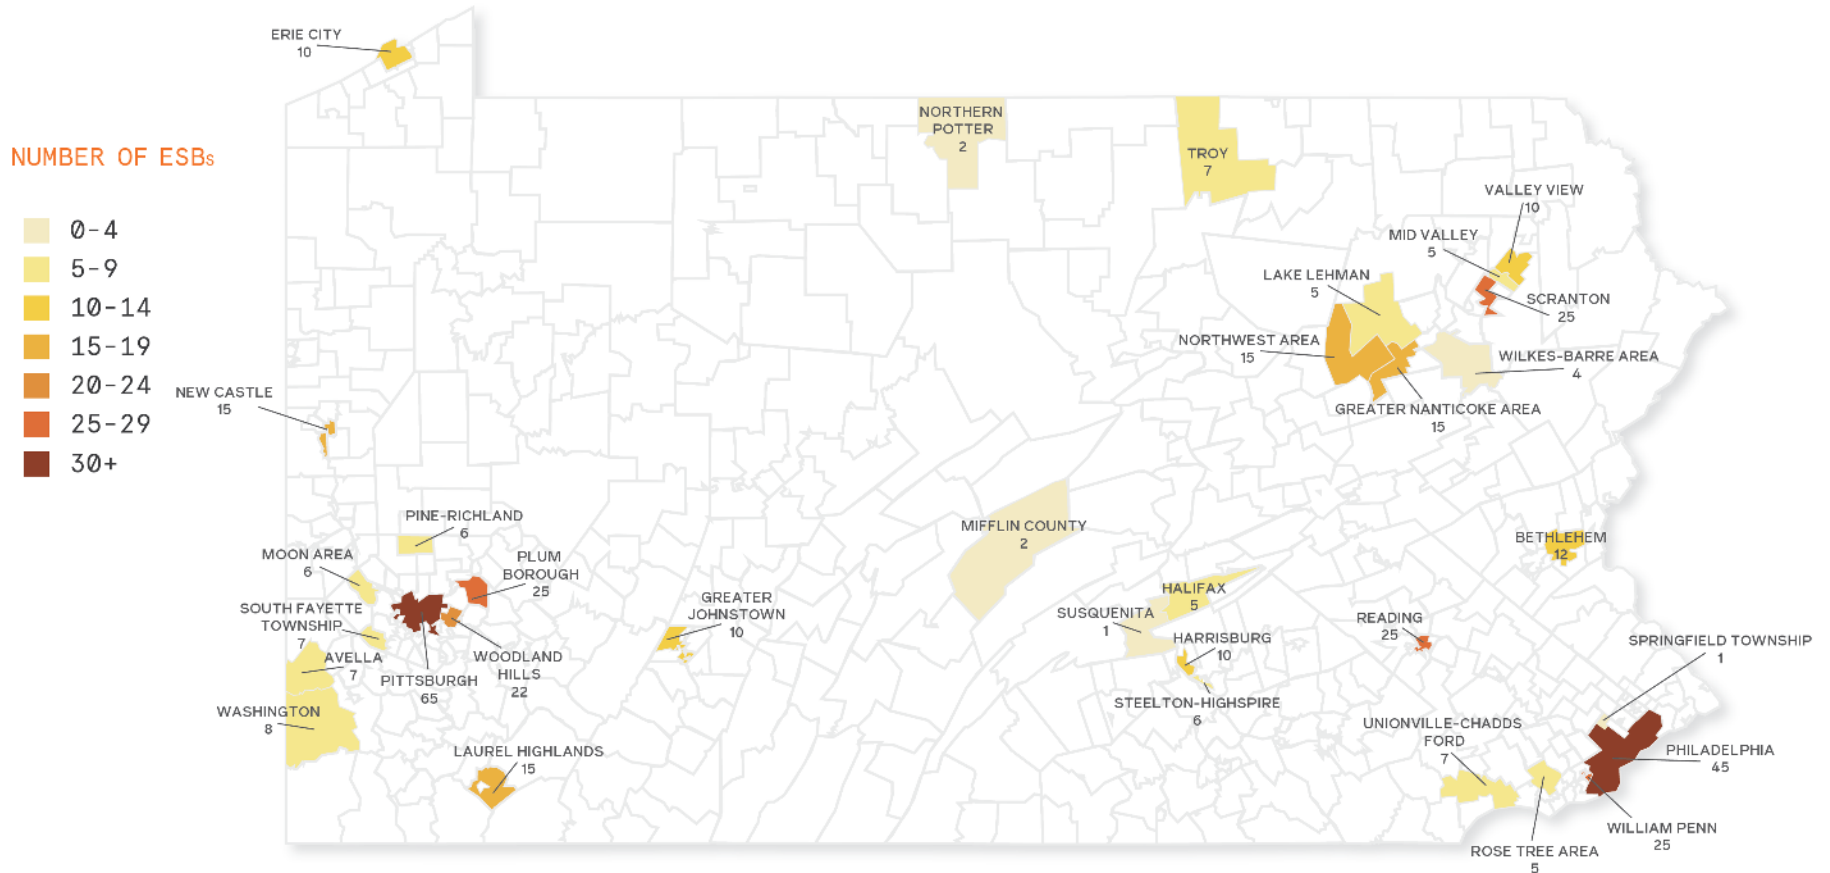 ERIE CITY
10
NUMBER OF ESBs
0-4
5-9
10-14
15-19
20-24
25-29
30+
NORTHERN
POTTER
2
TROY
7
VALLEY VIEW
10
MID VALLEY
5
LAKE LEHMAN
5
SCRANTON
25
NORTHWEST AREA
15
WILKES-BARRE AREA
4
GREATER NANTICOKE AREA
15
NEW CASTLE
15
PINE-RICHLAND
6
MOON AREA
6
PLUM
BOROUGH
25
SOUTH FAYETTE
TOWNSHIP
7
AVELLA
7
PITTSBURGH
65
WOODLAND
HILLS
22
WASHINGTON
8
LAUREL HIGHLANDS
15
GREATER
JOHNSTOWN
10
MIFFLIN COUNTY
2
BETHLEHEM
12
HALIFAX
5
SUSQUENITA
1
HARRISBURG
10
STEELTON-HIGHSPIRE
6
READING
25
SPRINGFIELD TOWNSHIP
1
UNIONVILLE-CHADDS
FORD
7
PHILADELPHIA
45
WILLIAM PENN
25
ROSE TREE AREA
5